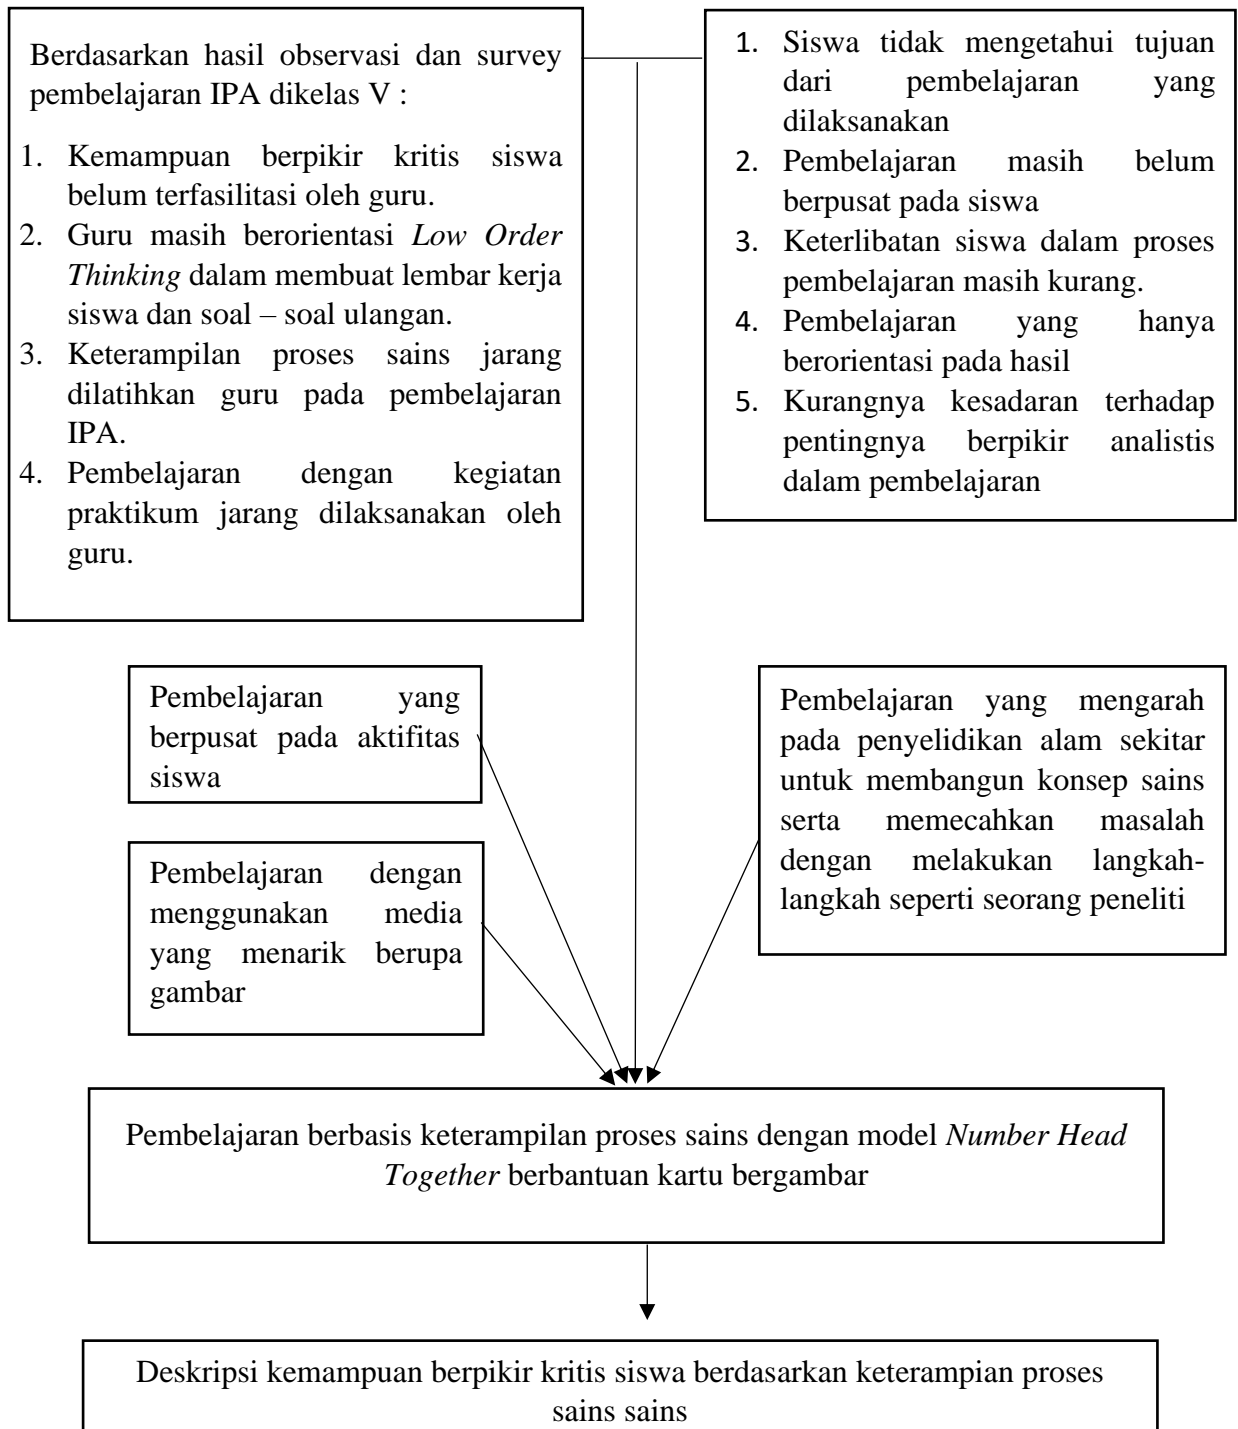 Berdasarkan hasil observasi dan survey
pembelajaran IPA dikelas V :
1. Kemampuan berpikir kritis siswa
belum terfasilitasi oleh guru.
2. Guru masih berorientasi Low Order
Thinking dalam membuat lembar kerja
siswa dan soal – soal ulangan.
3. Keterampilan proses sains jarang
dilatihkan guru pada pembelajaran
IPA.
4. Pembelajaran dengan kegiatan
praktikum jarang dilaksanakan oleh
guru.
1. Siswa tidak mengetahui tujuan
dari pembelajaran yang
dilaksanakan
2. Pembelajaran masih belum
berpusat pada siswa
3. Keterlibatan siswa dalam proses
pembelajaran masih kurang.
4. Pembelajaran yang hanya
berorientasi pada hasil
5. Kurangnya kesadaran terhadap
pentingnya berpikir analistis
dalam pembelajaran
Pembelajaran yang
berpusat pada aktifitas
siswa
Pembelajaran dengan
menggunakan media
yang menarik berupa
gambar
Pembelajaran yang mengarah
pada penyelidikan alam sekitar
untuk membangun konsep sains
serta memecahkan masalah
dengan melakukan langkah-
langkah seperti seorang peneliti
Pembelajaran berbasis keterampilan proses sains dengan model Number Head
Together berbantuan kartu bergambar
Deskripsi kemampuan berpikir kritis siswa berdasarkan keterampian proses
sains sains